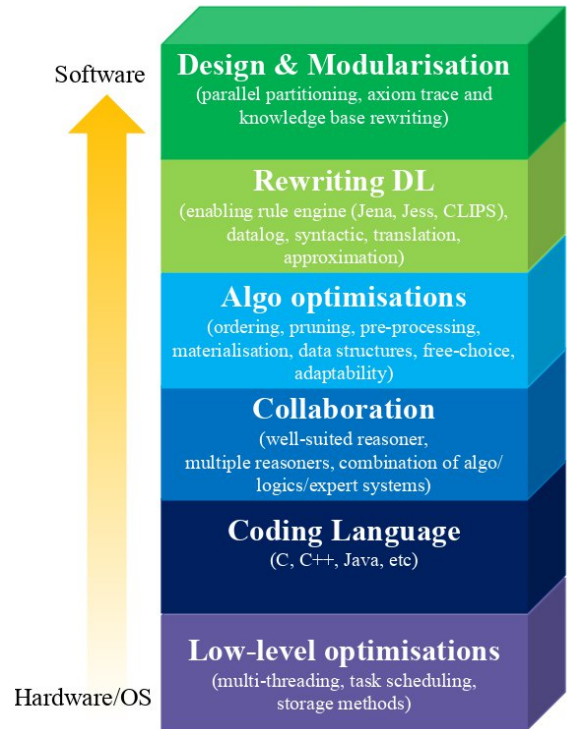 Software
Design & Modularisation
(parallel partitioning, axiom trace and
knowledge base rewriting)
Rewriting DL
(enabling rule engine (Jena, Jess, CLIPS),
datalog, syntactic, translation,
approximation)
Algo optimisations
(ordering, pruning, pre-processing,
materialisation, data structures, free-choice,
adaptability)
Collaboration
(well-suited reasoner,
multiple reasoners, combination of algo/
logics/expert systems)
Coding Language
(C, C++, Java, etc)
Low-level optimisations
(multi-threading, task scheduling,
storage methods)
Hardware/OS